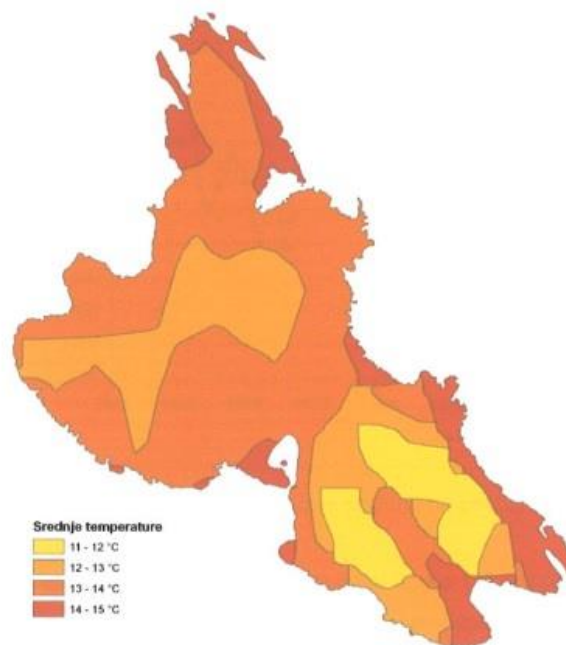 Srednje temperature
11 - 12 °C
12 - 13 °C
13 - 14 °C
14 - 15 °C